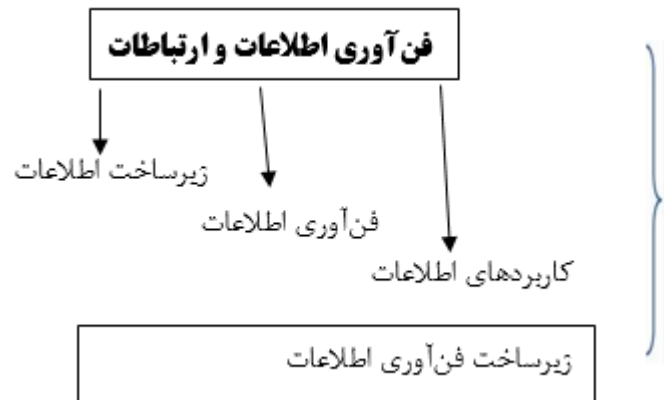 فن‌آوری اطلاعات و ارتباطات
زیرساخت اطلاعات
فن‌آوری اطلاعات
کاربردهای اطلاعات
زیرساخت فن‌آوری اطلاعات